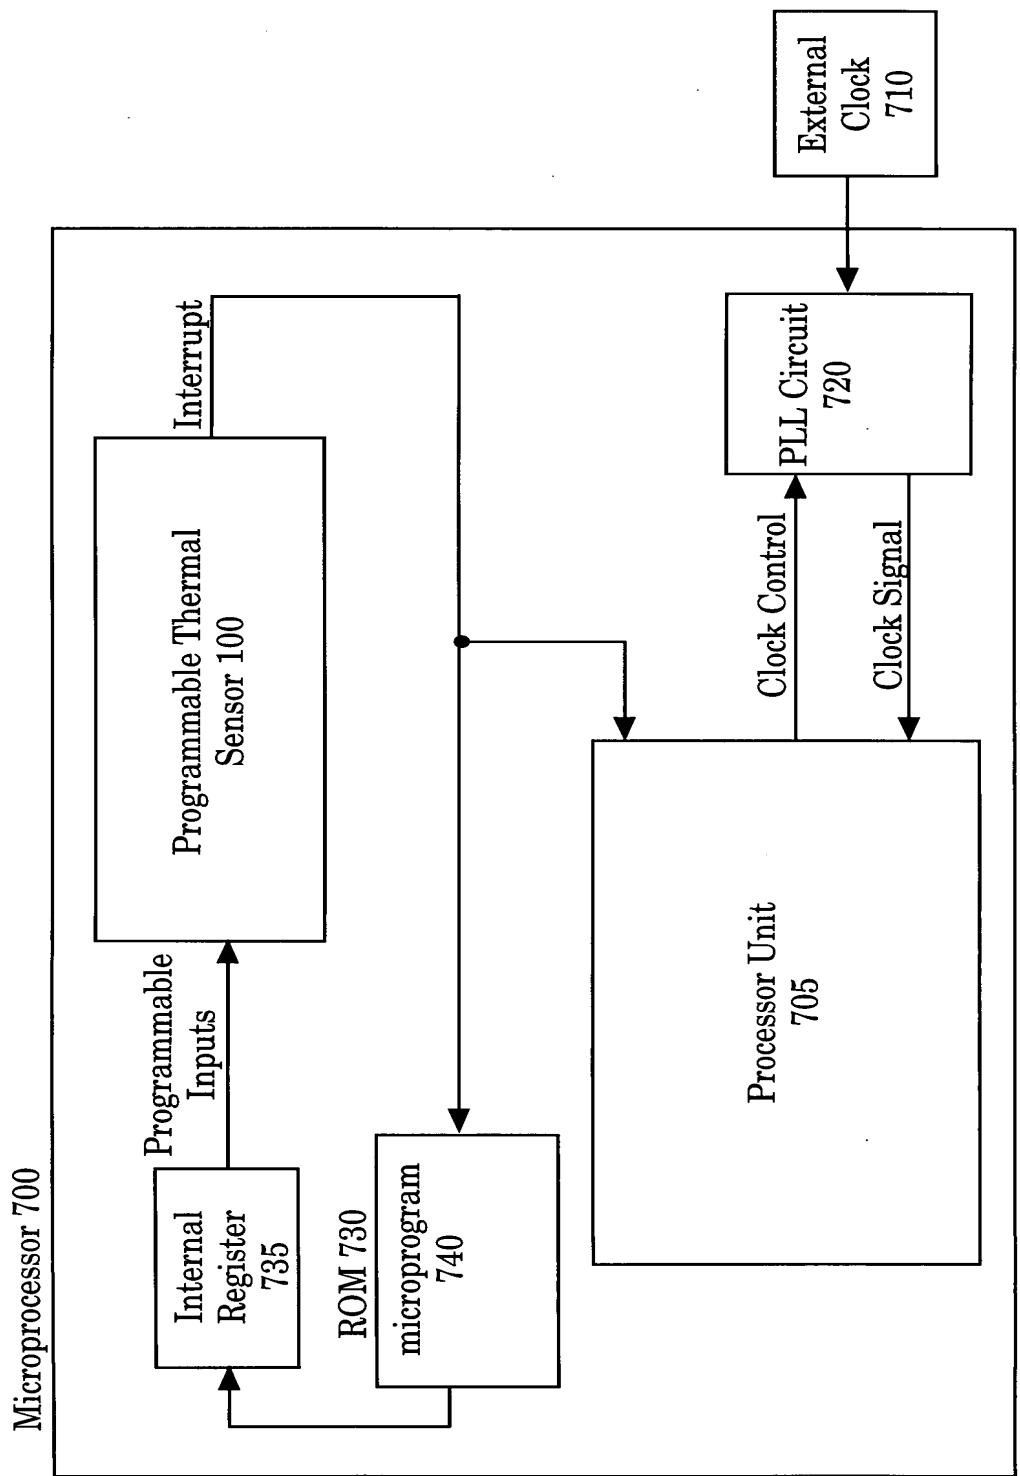 Microprocessor 700
Internal
Register
735
Programmable
Inputs
Programmable Thermal
Sensor 100
Interrupt
ROM 730
microprogram
740
Processor Unit
705
Clock Control
Clock Signal
PLL Circuit
720
External
Clock
710